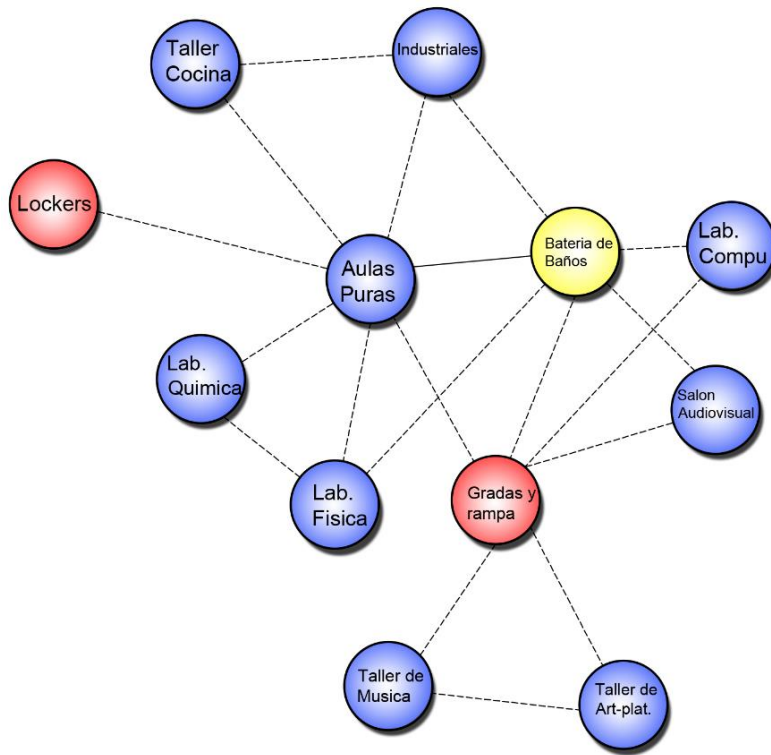 Taller
Cocina
Industriales
Lockers
Aulas
Puras
Bateria de
Baños
Lab.
Compu
Lab.
Quimica
Salon
Audiovisual
Lab.
Fisica
Gradas y
rampa
Taller de
Musica
Taller de
Art-plat.